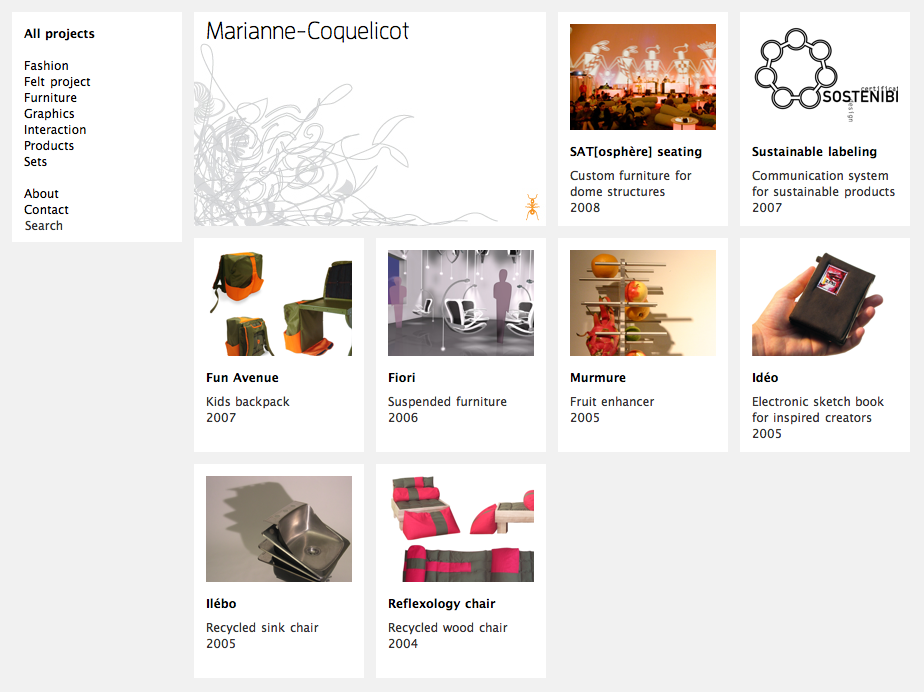 All projects
Fashion
Felt project
Furniture
Graphics
Interaction
Products
Sets
About
Contact
Search
Marianne-Coquelicot
SAT[osphère] seating
Custom furniture for
dome structures
2008
certifica
SOSTENIBI
design
Sustainable labeling
Communication system
for sustainable products
2007
Fun Avenue
Kids backpack
2007
Fiori
Suspended furniture
2006
Murmure
Fruit enhancer
2005
Idéo
Electronic sketch book
for inspired creators
2005
Ilébo
Recycled sink chair
2005
Reflexology chair
Recycled wood chair
2004